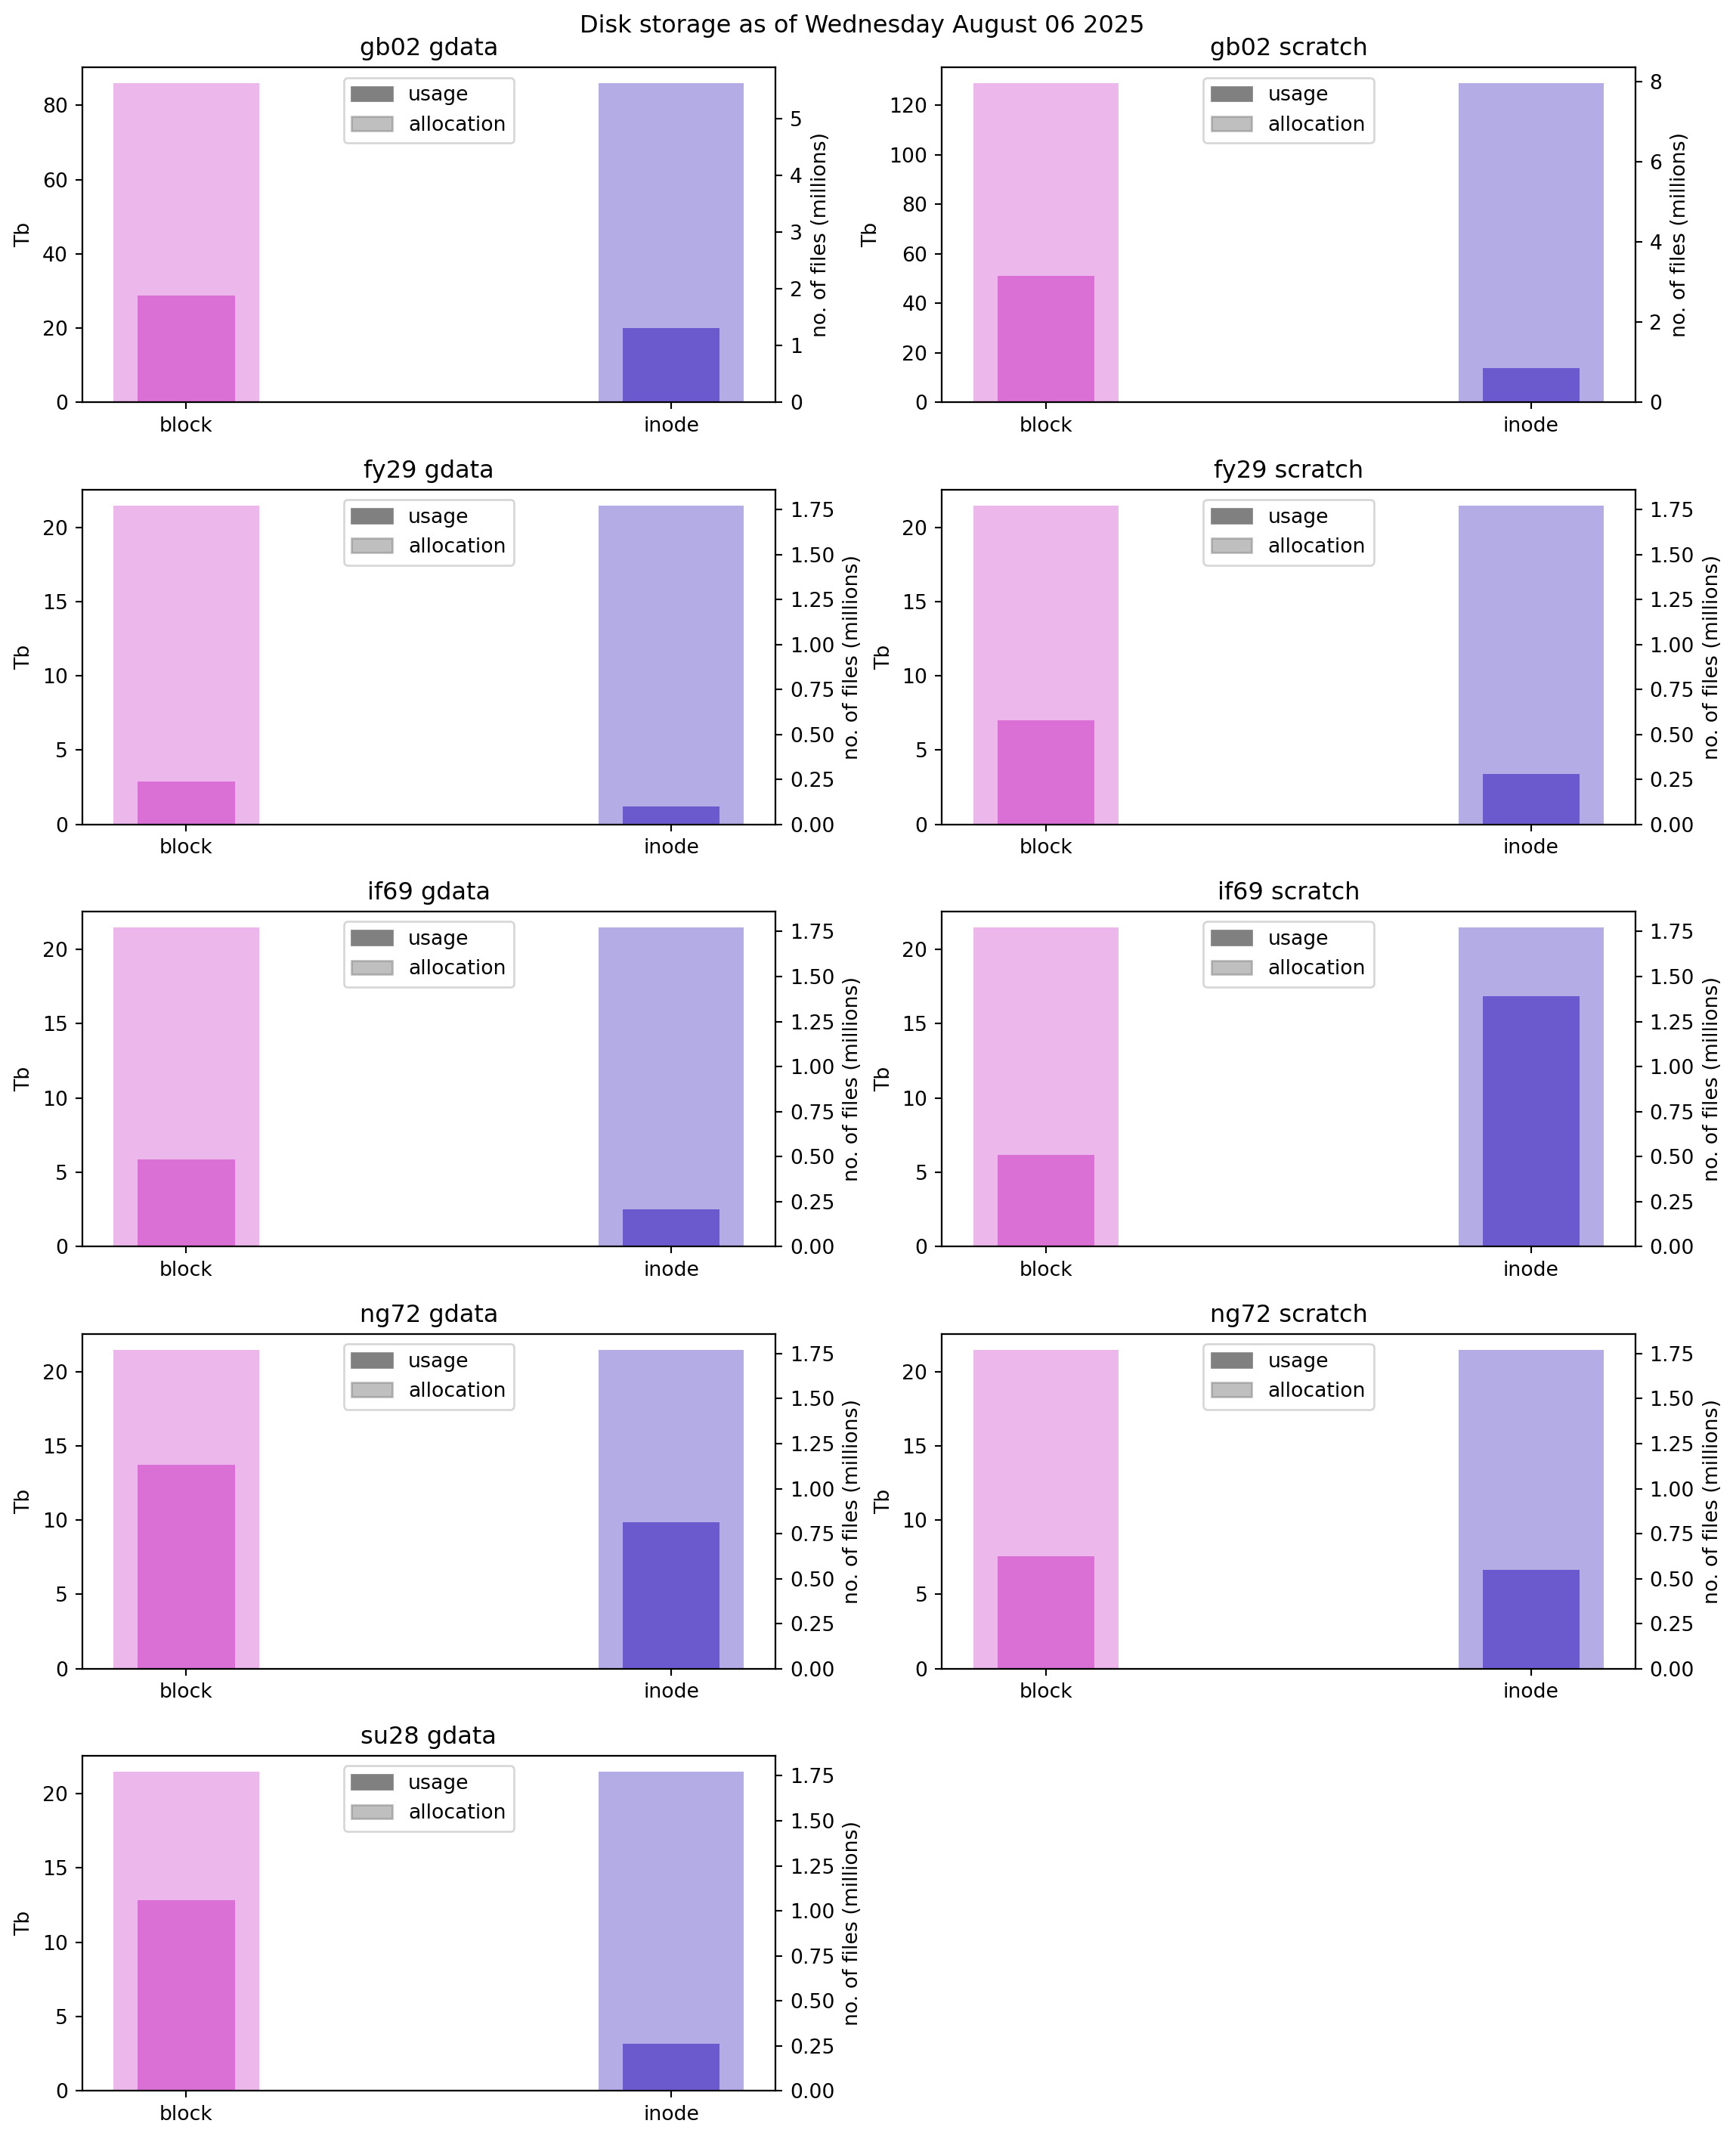 Disk storage as of Wednesday August 06 2025
gb02 gdata
usage
allocation
80
60
40
20
0
Tb
5
4
3
2
1
0
no. of files (millions)
block
inode
gb02 scratch
usage
allocation
120
100
80
60
40
20
0
Tb
8
6
4
2
0
no. of files (millions)
block
inode
fy29 gdata
usage
allocation
20
15
10
5
0
Tb
1.75
1.50
1.25
1.00
0.75
0.50
0.25
0.00
no. of files (millions)
block
inode
fy29 scratch
usage
allocation
20
15
10
5
0
Tb
1.75
1.50
1.25
1.00
0.75
0.50
0.25
0.00
no. of files (millions)
block
inode
if69 gdata
usage
allocation
20
15
10
5
0
Tb
1.75
1.50
1.25
1.00
0.75
0.50
0.25
0.00
no. of files (millions)
block
inode
if69 scratch
usage
allocation
20
15
10
5
0
Tb
1.75
1.50
1.25
1.00
0.75
0.50
0.25
0.00
no. of files (millions)
block
inode
ng72 gdata
usage
allocation
20
15
10
5
0
Tb
1.75
1.50
1.25
1.00
0.75
0.50
0.25
0.00
no. of files (millions)
block
inode
ng72 scratch
usage
allocation
20
15
10
5
0
Tb
1.75
1.50
1.25
1.00
0.75
0.50
0.25
0.00
no. of files (millions)
block
inode
su28 gdata
usage
allocation
20
15
10
5
0
Tb
1.75
1.50
1.25
1.00
0.75
0.50
0.25
0.00
no. of files (millions)
block
inode